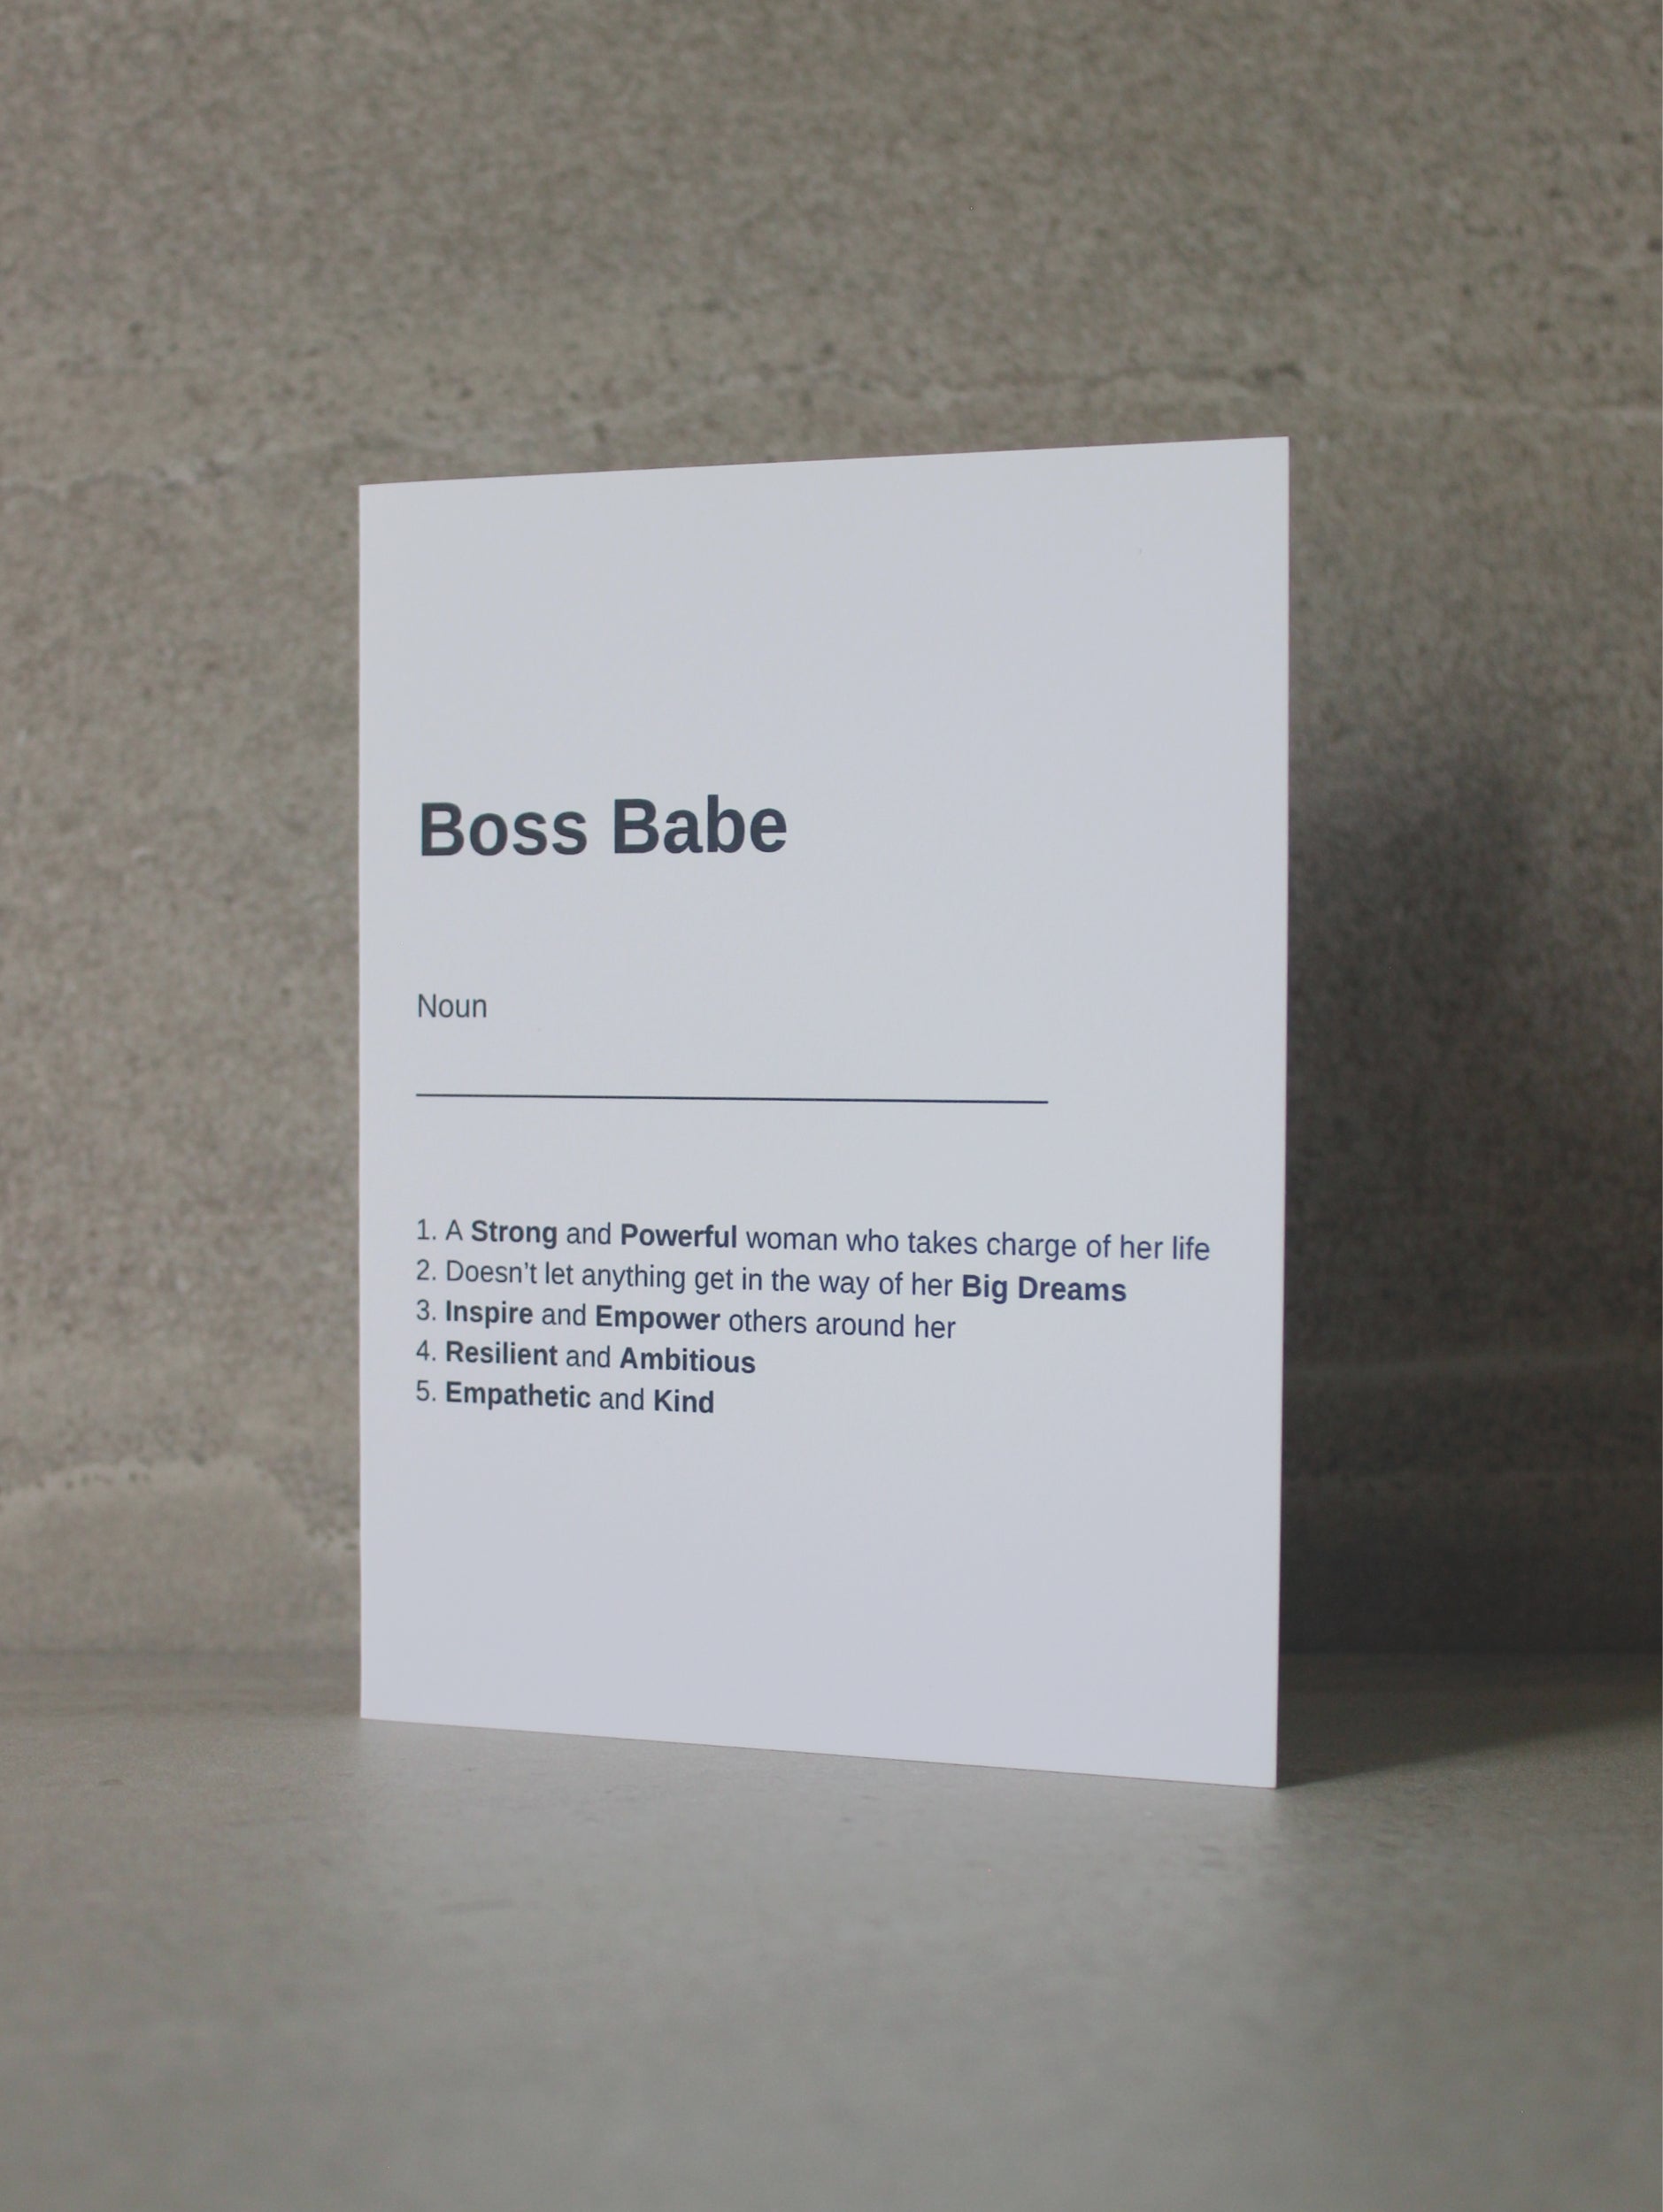 Boss Babe
Noun
1. A Strong and Powerful woman who takes charge of her life
2. Doesn’t let anything get in the way of her Big Dreams
3. Inspire and Empower others around her
4. Resilient and Ambitious
5. Empathetic and Kind